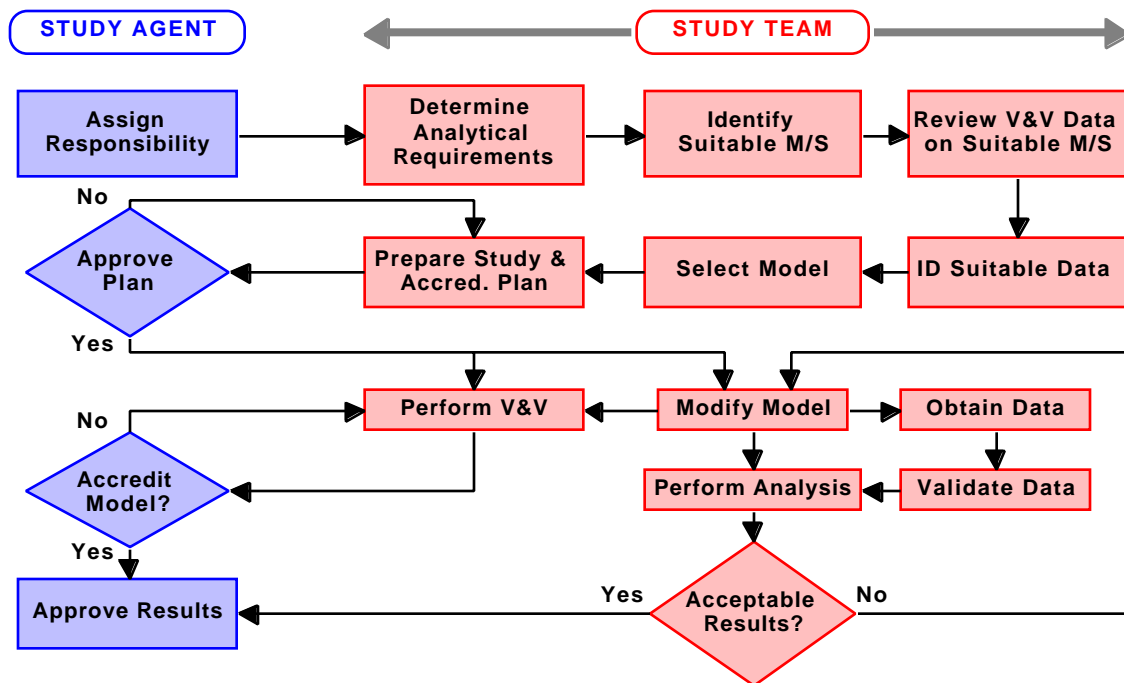 STUDY AGENT
STUDY TEAM
Assign
Responsibility
Determine
Analytical
Requirements
Identify
Suitable M/S
Review V&V Data
on Suitable M/S
No
Approve
Plan
Prepare Study &
Accred. Plan
Select Model
ID Suitable Data
Yes
No
Perform V&V
Modify Model
Obtain Data
Accredit
Model?
Perform Analysis
Validate Data
Yes
Approve Results
Yes
Acceptable
Results?
No